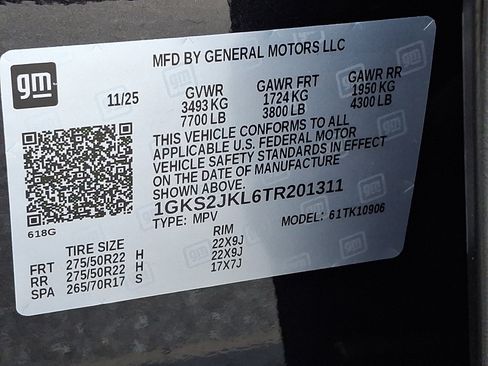 MFD BY GENERAL MOTORS LLC
gm
11/25
GVWR GAWR FRT GAWR RR
3493 KG 1724 KG 1950 KG
7700 LB 3800 LB 4300 LB
THIS VEHICLE CONFORMS TO ALL
APPLICABLE U.S. FEDERAL MOTOR
VEHICLE SAFETY STANDARDS IN EFFECT
ON THE DATE OF MANUFACTURE
SHOWN ABOVE.
1GKS2JKL6TR201311
618G
TYPE: MPV MODEL: 61TK10906
TIRE SIZE RIM
FRT 275/50R22 H 22X9J
RR 275/50R22 H 22X9J
SPA 265/70R17 S 17X7J